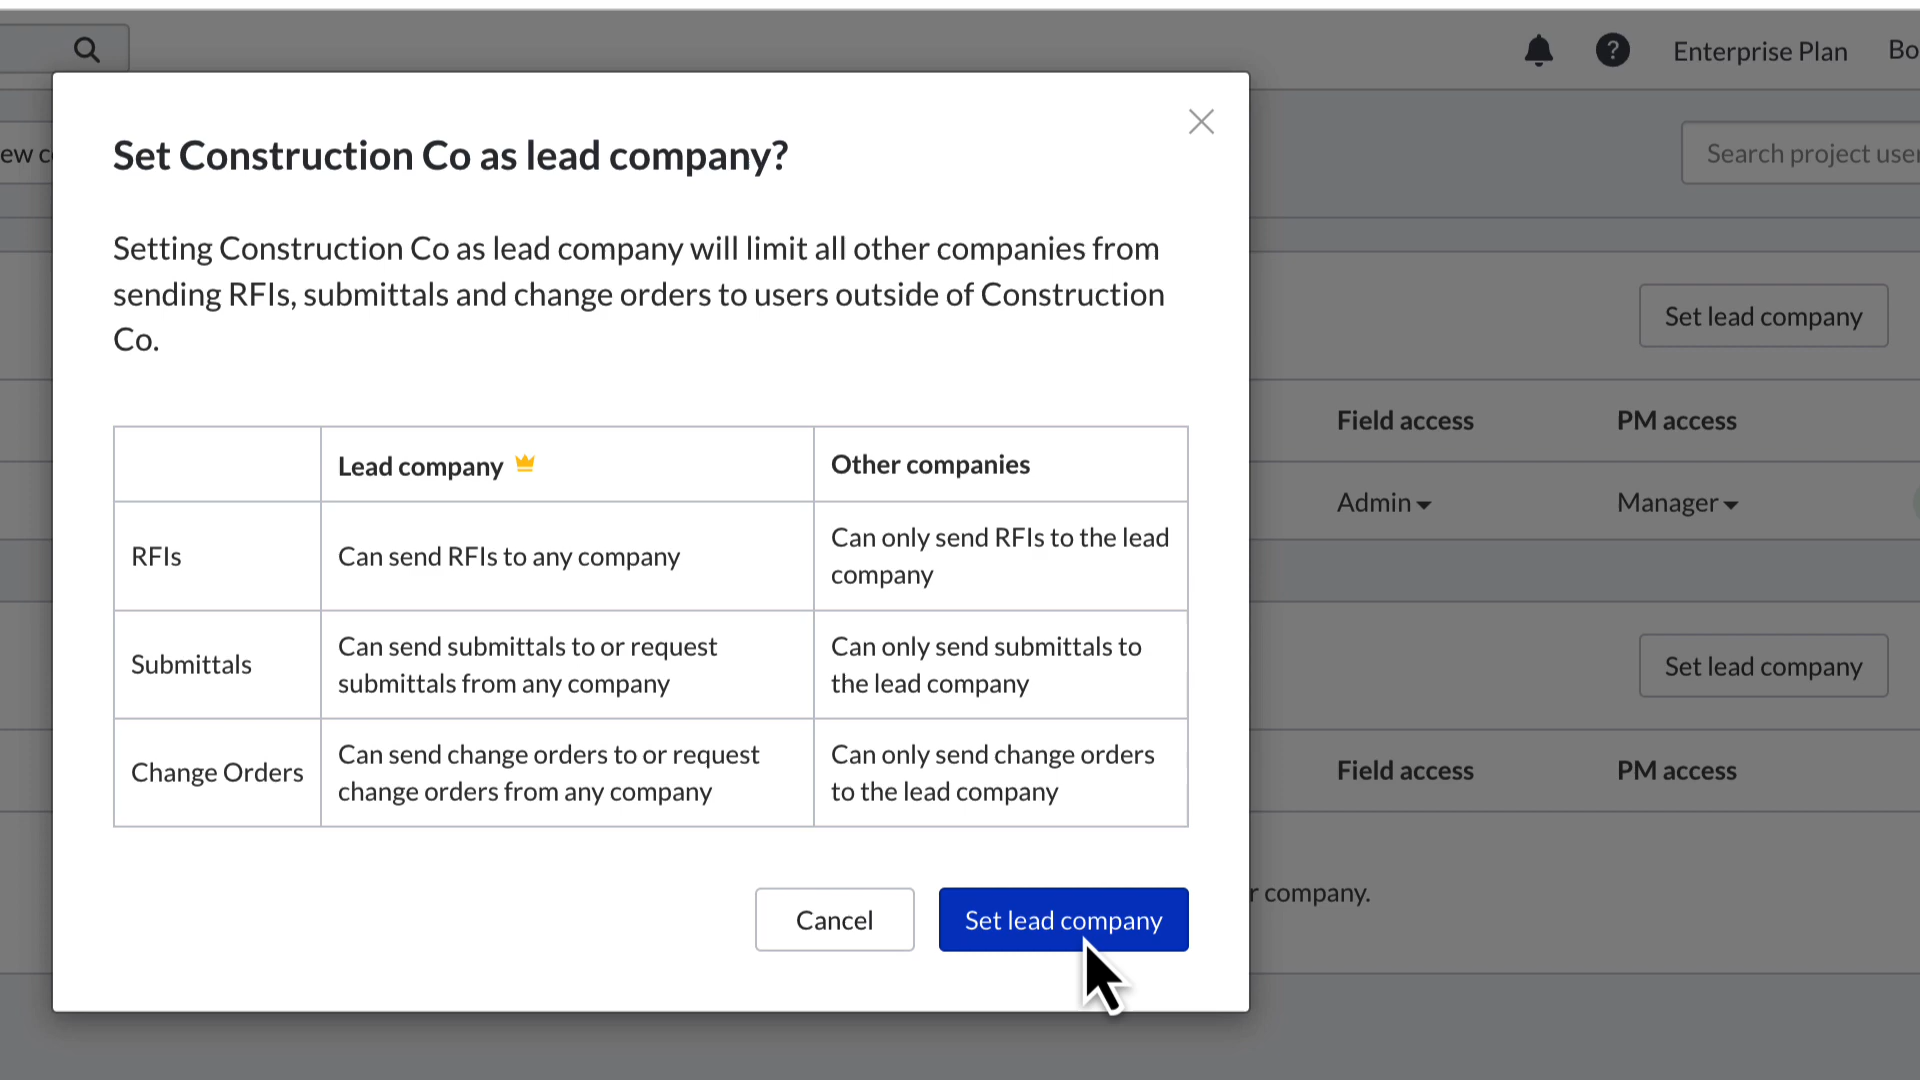 Enterprise Plan
Search project
Set Construction Co as lead company?
Setting Construction Co as lead company will limit all other companies from
sending RFIs, submittals and change orders to users outside of Construction
Co.
Set lead company
Field access PM access
Lead company Other companies
Admin Manager
RFIs
Can send RFIs to any company
Can only send RFIs to the lead
company
Submittals
Can send submittals to or request
submittals from any company
Can only send submittals to
the lead company
Set lead company
Change Orders
Can send change orders to or request
change orders from any company
Can only send change orders
to the lead company
Field access PM access
company.
Cancel
Set lead company